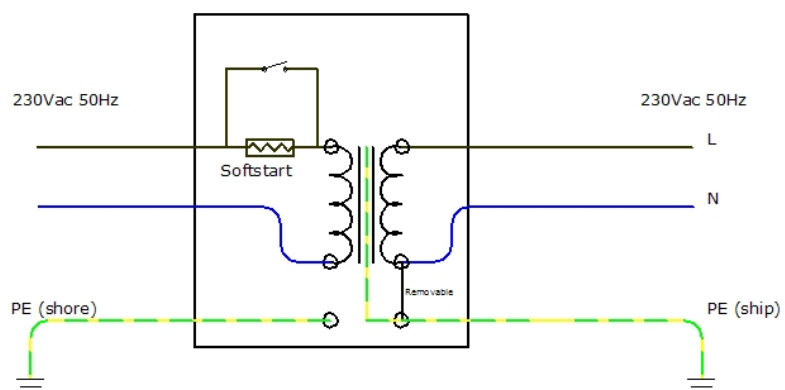 230Vac 50Hz
230Vac 50Hz
L
Softstart
N
Removable
PE (shore)
PE (ship)